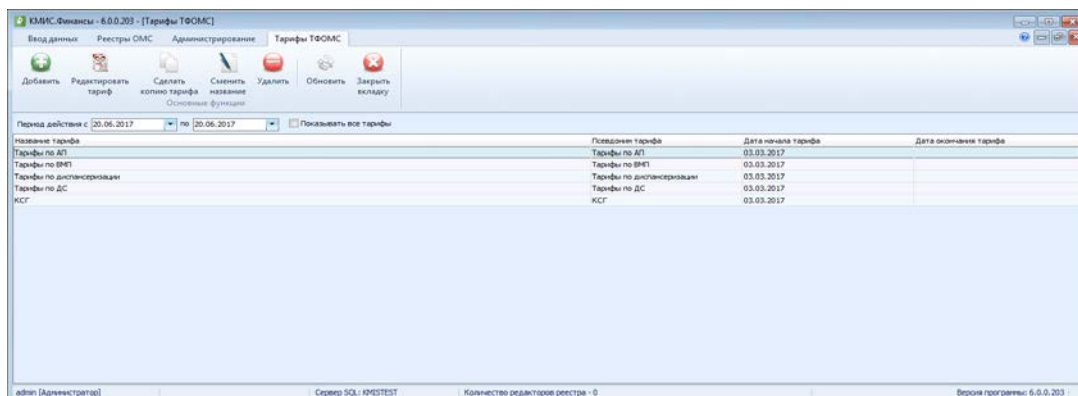 КМИС.Финансы - 6.0.0.203 - [Тарифы ТФОМС]
Ввод данных Реестры ОМС Администрирование Тарифы ТФОМС
Добавить Редактировать тариф Сделать копию тарифа Сменить название Удалить Обновить Закрыть вкладку
Основные функции
Период действия с 20.06.2017 по 20.06.2017 Показывать все тарифы
Название тарифа Псевдоним тарифа Дата начала тарифа Дата окончания тарифа
Тарифы по АП Тарифы по АП 03.03.2017
Тарифы по ВМП Тарифы по ВМП 03.03.2017
Тарифы по диспансеризации Тарифы по диспансеризации 03.03.2017
Тарифы по ДС Тарифы по ДС 03.03.2017
КСГ КСГ 03.03.2017
admin [Администратор] Сервер SQL: KMISTEST Количество редакторов реестра - 0 Версия программы: 6.0.0.203